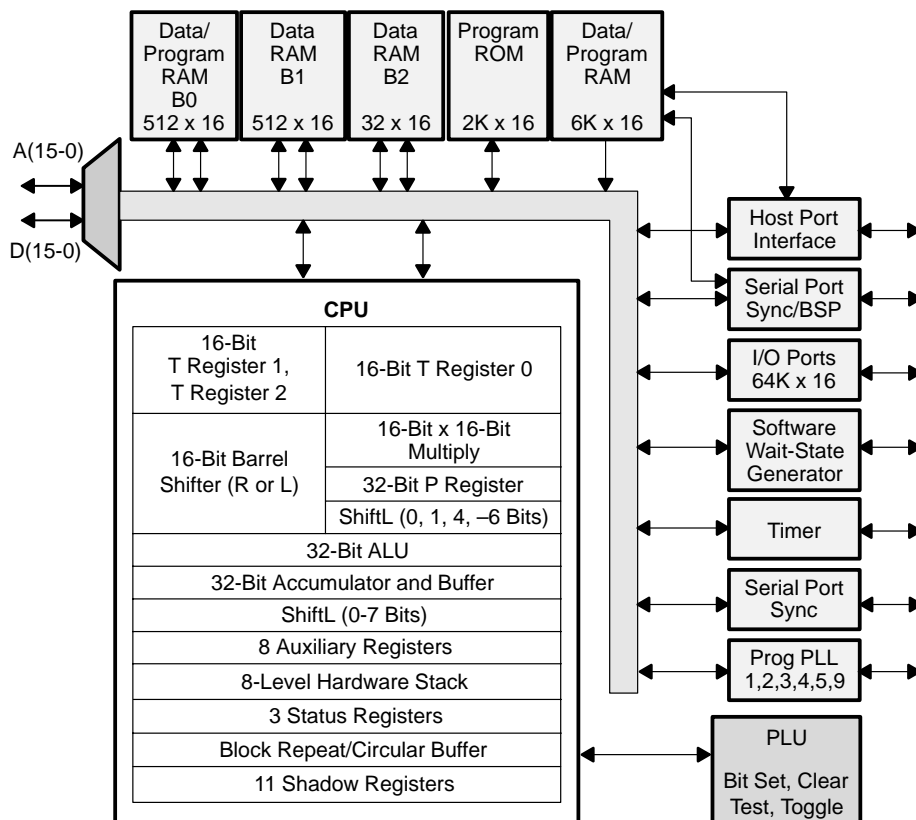 Data/
Program
RAM
B0
512 x 16
Data
RAM
B1
512 x 16
Data
RAM
B2
32 x 16
Program
ROM
2K x 16
Data/
Program
RAM
6K x 16
A(15-0)
D(15-0)
CPU
16-Bit
T Register 1,
T Register 2
16-Bit T Register 0
16-Bit Barrel
Shifter (R or L)
16-Bit x 16-Bit
Multiply
32-Bit P Register
ShiftL (0, 1, 4, –6 Bits)
32-Bit ALU
32-Bit Accumulator and Buffer
ShiftL (0-7 Bits)
8 Auxiliary Registers
8-Level Hardware Stack
3 Status Registers
Block Repeat/Circular Buffer
11 Shadow Registers
Host Port
Interface
Serial Port
Sync/BSP
I/O Ports
64K x 16
Software
Wait-State
Generator
Timer
Serial Port
Sync
Prog PLL
1,2,3,4,5,9
PLU
Bit Set, Clear
Test, Toggle